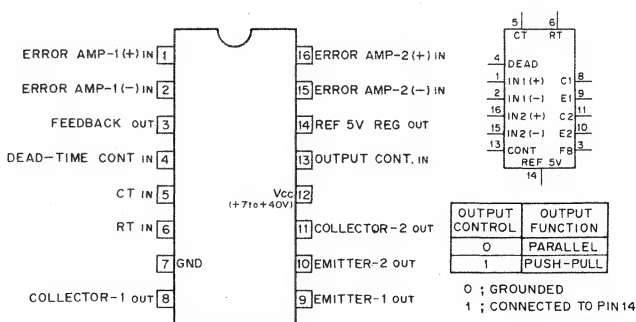 ERROR AMP-1(+) IN 1
16 ERROR AMP-2(+) IN
ERROR AMP-1(-) IN 2
15 ERROR AMP-2(-) IN
FEEDBACK OUT 3
14 REF 5V REG OUT
DEAD-TIME CONT IN 4
13 OUTPUT CONT. IN
CT IN 5
Vcc 12
(+7to+40V)
RT IN 6
11 COLLECTOR-2 OUT
7 GND
10 EMITTER-2 OUT
COLLECTOR-1 OUT 8
9 EMITTER-1 OUT
5 6
CT RT
4 DEAD
1 IN1(+) C1 8
2 IN1(-) E1 9
16 IN2(+) C2 11
15 IN2(-) E2 10
13 CONT FB 3
REF 5V
14
OUTPUT CONTROL OUTPUT FUNCTION
0 PARALLEL
1 PUSH-PULL
0 ; GROUNDED
1 ; CONNECTED TO PIN 14